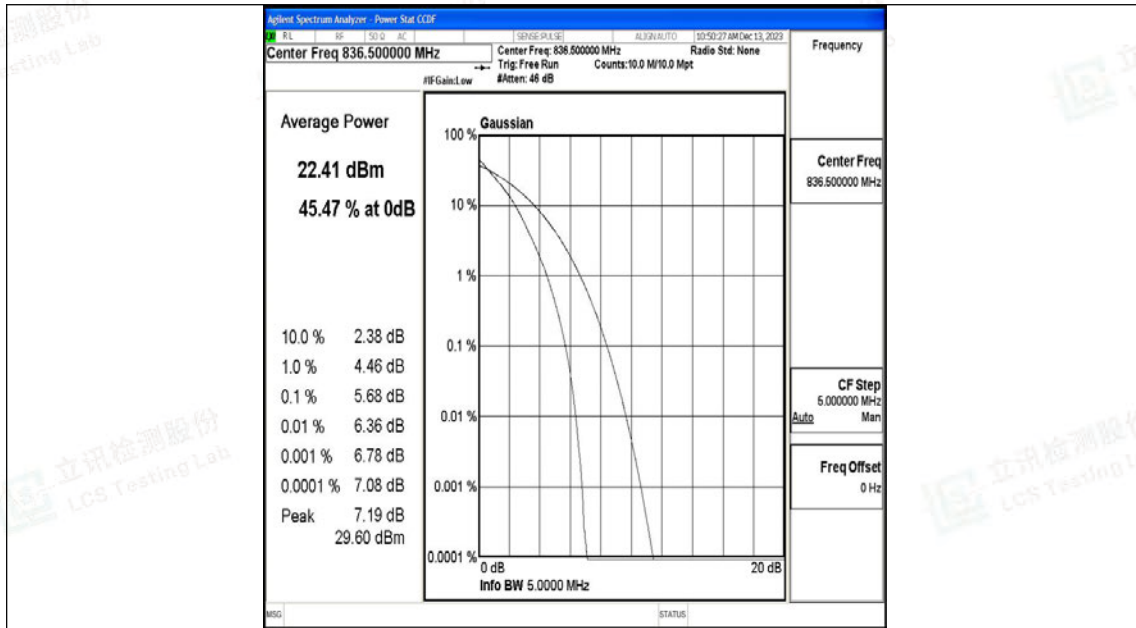 Agilent Spectrum Analyzer - Power Stat CCDF
RL RF 50 Ω AC SENSE:PULSE ALIGNAUTO 10:50:27 AM Dec 13, 2023
Center Freq 836.500000 MHz
Center Freq: 836.500000 MHz
Radio Std: None
Trig: Free Run
Counts:10.0 M/10.0 Mpt
#IFGain:Low
#Atten: 46 dB
Frequency
Average Power
22.41 dBm
45.47 % at 0dB
10.0 % 2.38 dB
1.0 % 4.46 dB
0.1 % 5.68 dB
0.01 % 6.36 dB
0.001 % 6.78 dB
0.0001 % 7.08 dB
Peak 7.19 dB
29.60 dBm
Gaussian
100 %
10 %
1 %
0.1 %
0.01 %
0.001 %
0.0001 %
0 dB 20 dB
Info BW 5.0000 MHz
Center Freq
836.500000 MHz
CF Step
5.000000 MHz
Auto Man
Freq Offset
0 Hz
MSG STATUS
立讯检测股份
LCS Testing Lab
立讯检测股份